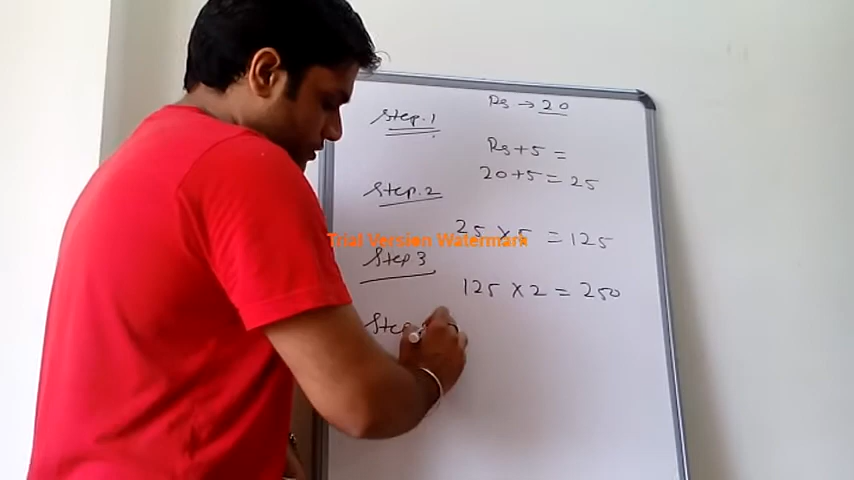 Rs → 20
Step.1
Rs + 5 =
20+5 = 25
Step.2
25 x 5 = 125
Trial Version Watermark
Step 3
125 x 2 = 250
Step